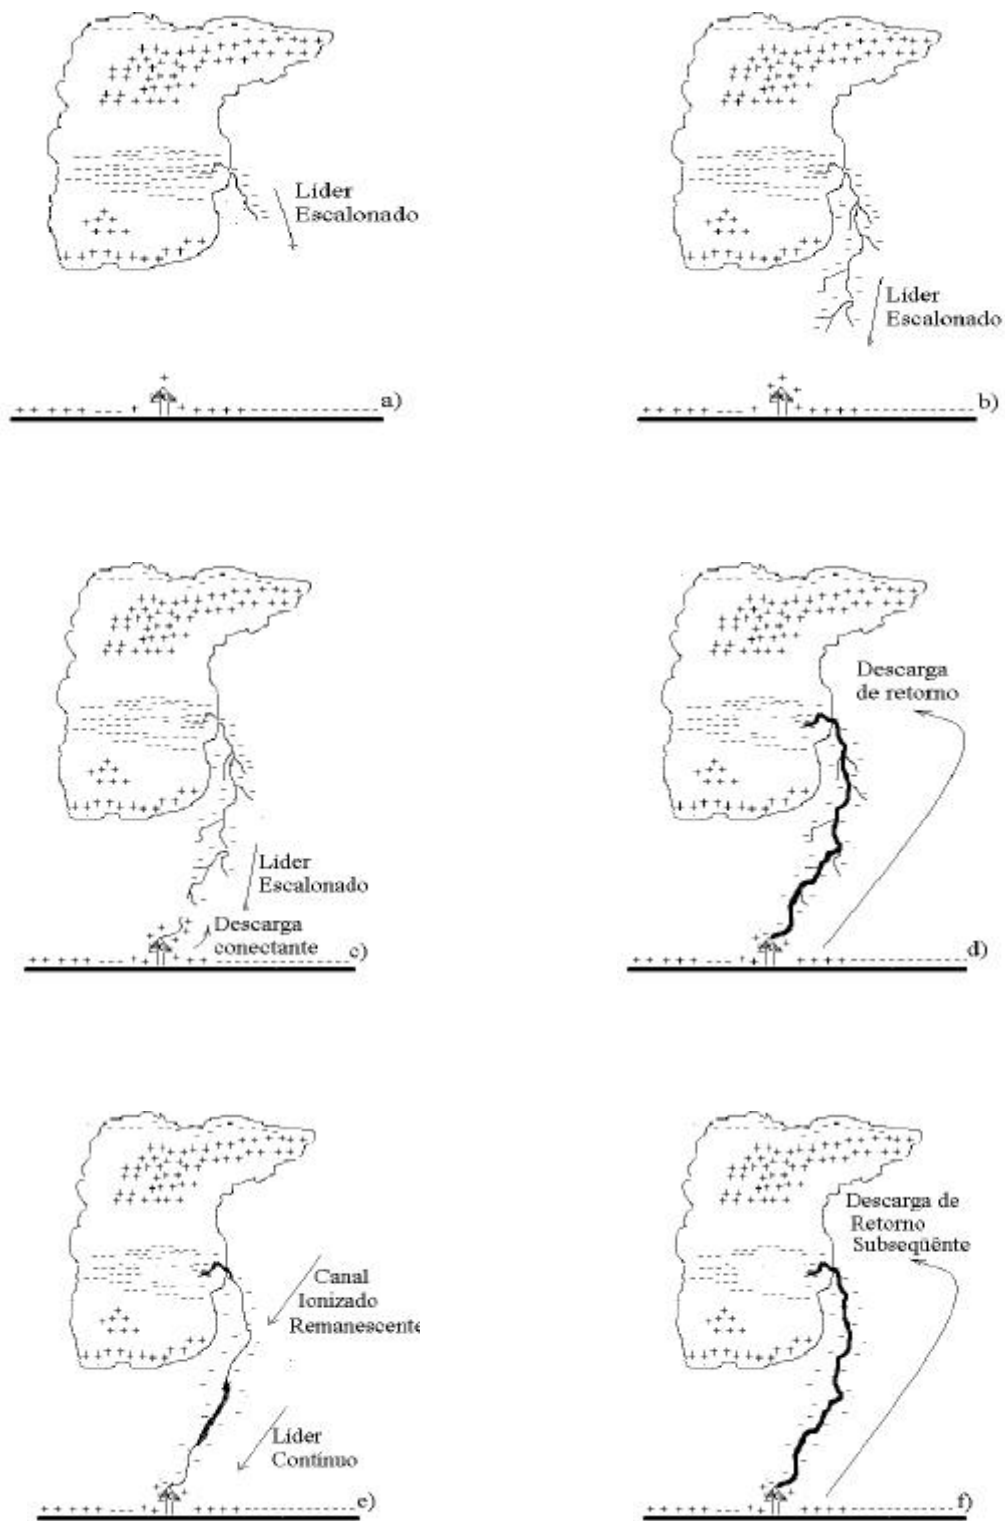 Líder
Escalonado
a)
Líder
Escalonado
b)
Líder
Escalonado
Descarga
conectante
c)
Descarga
de retorno
d)
Canal
Ionizado
Remanescente
Líder
Contínuo
e)
Descarga de
Retorno
Subseqüênte
f)